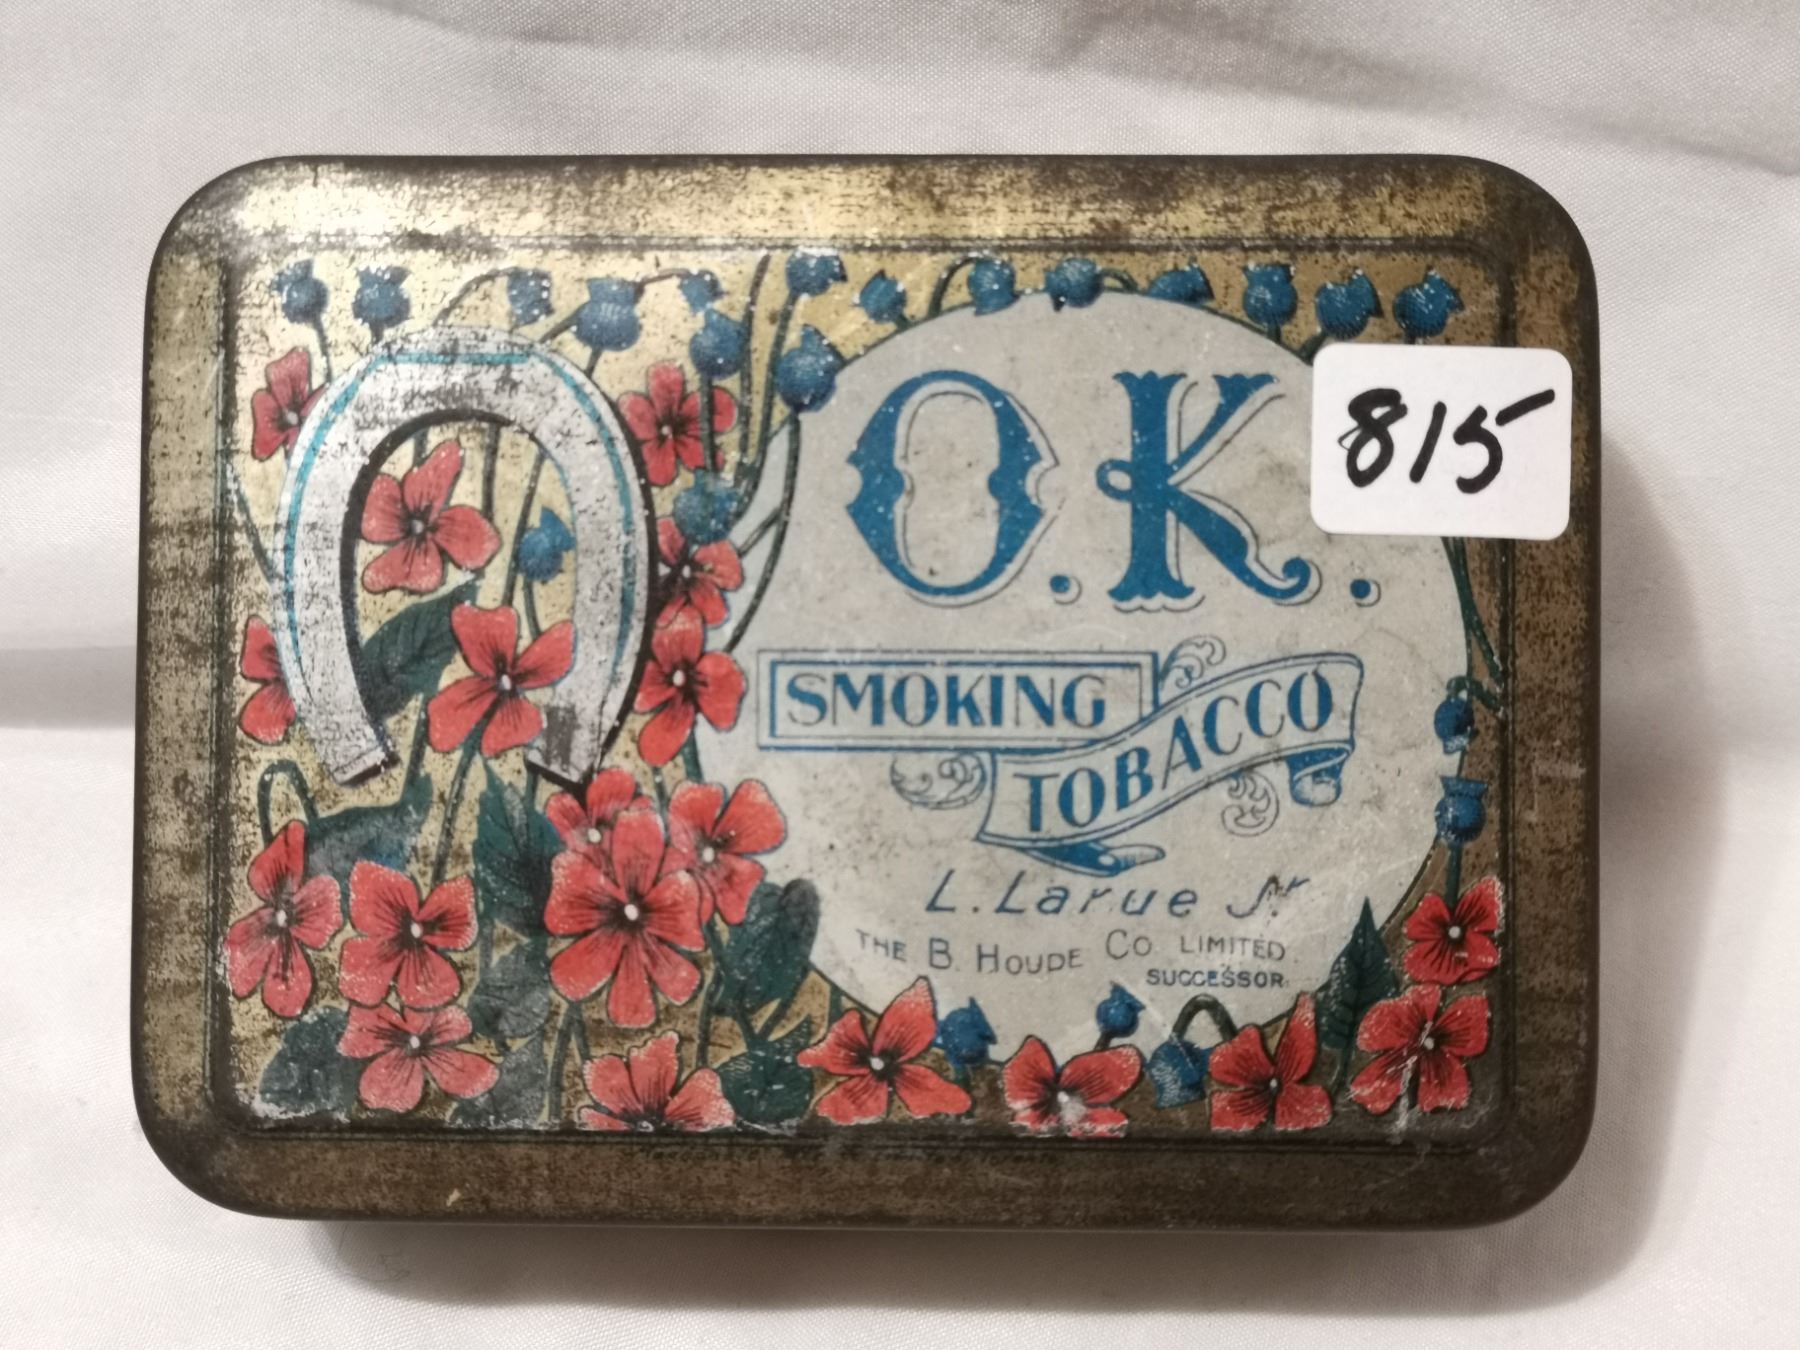 O.K.
815
SMOKING
TOBACCO
L. Larue Jr
THE B. HOUDE CO LIMITED
SUCCESSOR